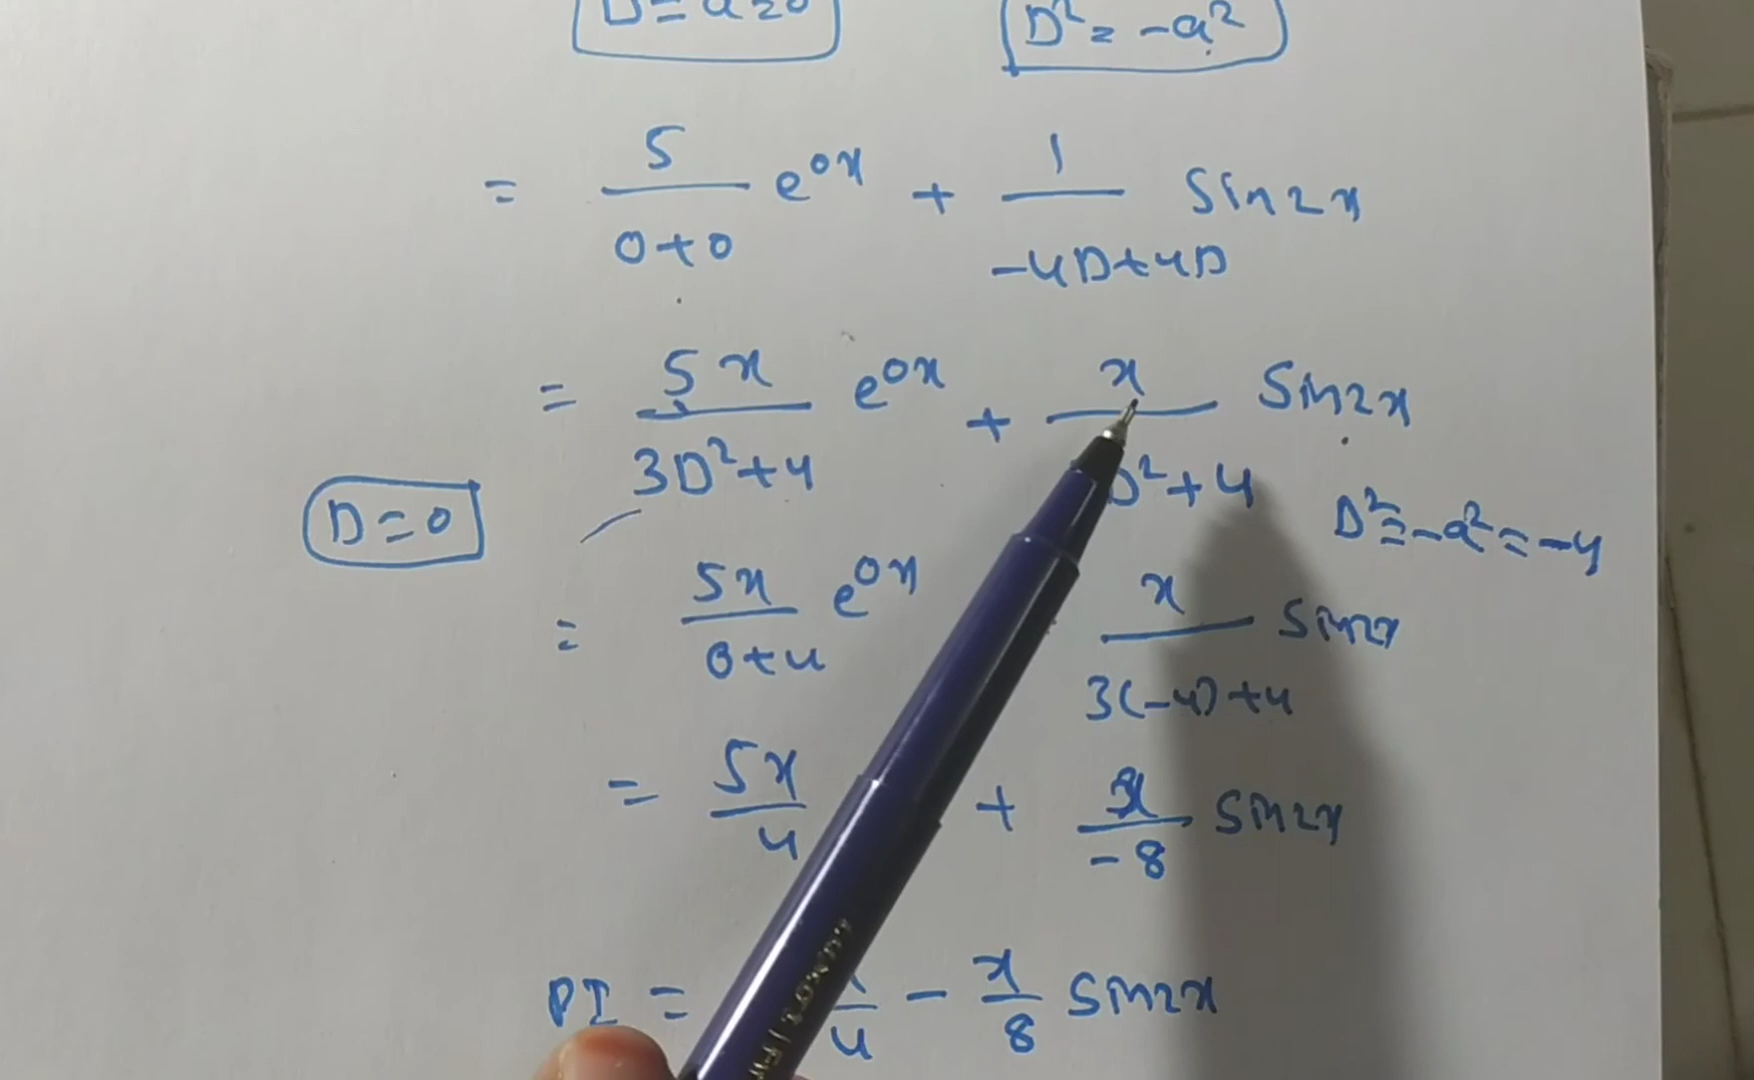 D = a = 0 D² = -a²
= 5/(0+0) e^(0x) + 1/(-4D+4D) Sin2x
= 5x/(3D²+4) e^(0x) + x/(D²+4) Sin2x
D = 0 D² = -a² = -4
= 5x/(0+4) e^(0x) x/(3(-4)+4) Sin2x
= 5x/4 + x/-8 Sin2x
PI = /4 - x/8 Sin2x